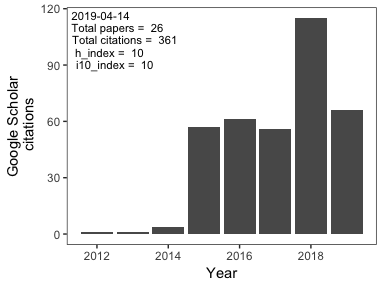 2019-04-14
Total papers = 26
Total citations = 361
h_index = 10
i10_index = 10
Google Scholar
citations
120
90
60
30
0
2012 2014 2016 2018
Year